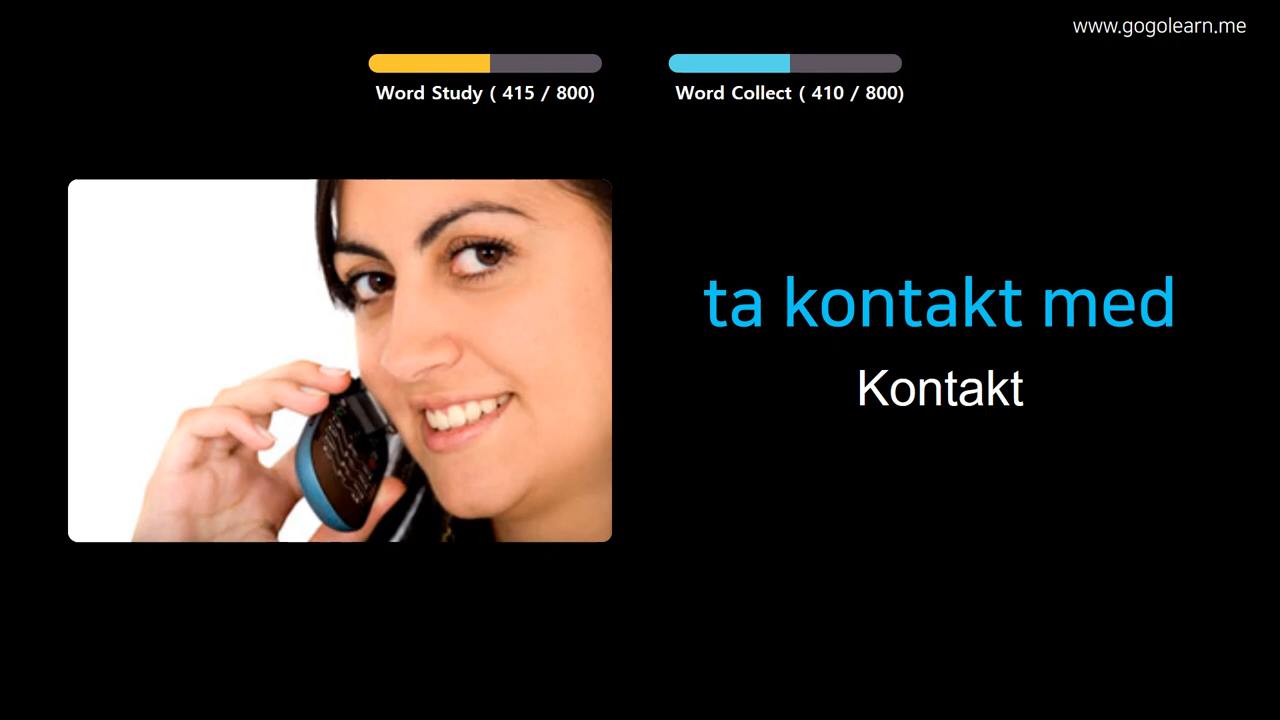 www.gogolearn.me
Word Study ( 415 / 800)
Word Collect ( 410 / 800)
ta kontakt med
Kontakt